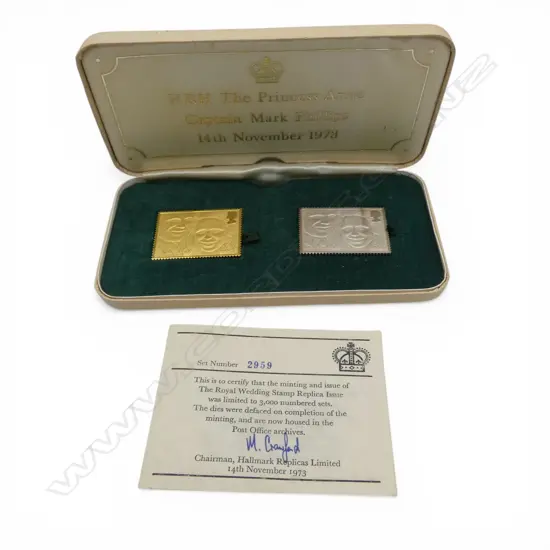 HRH The Princess Anne
Captain Mark Phillips
14th November 1973
Set Number 2959
This is to certify that the minting and issue of
The Royal Wedding Stamp Replica Issue
was limited to 3,000 numbered sets.
The dies were defaced on completion of the
minting, and are now housed in the
Post Office archives.
Chairman, Hallmark Replicas Limited
14th November 1973